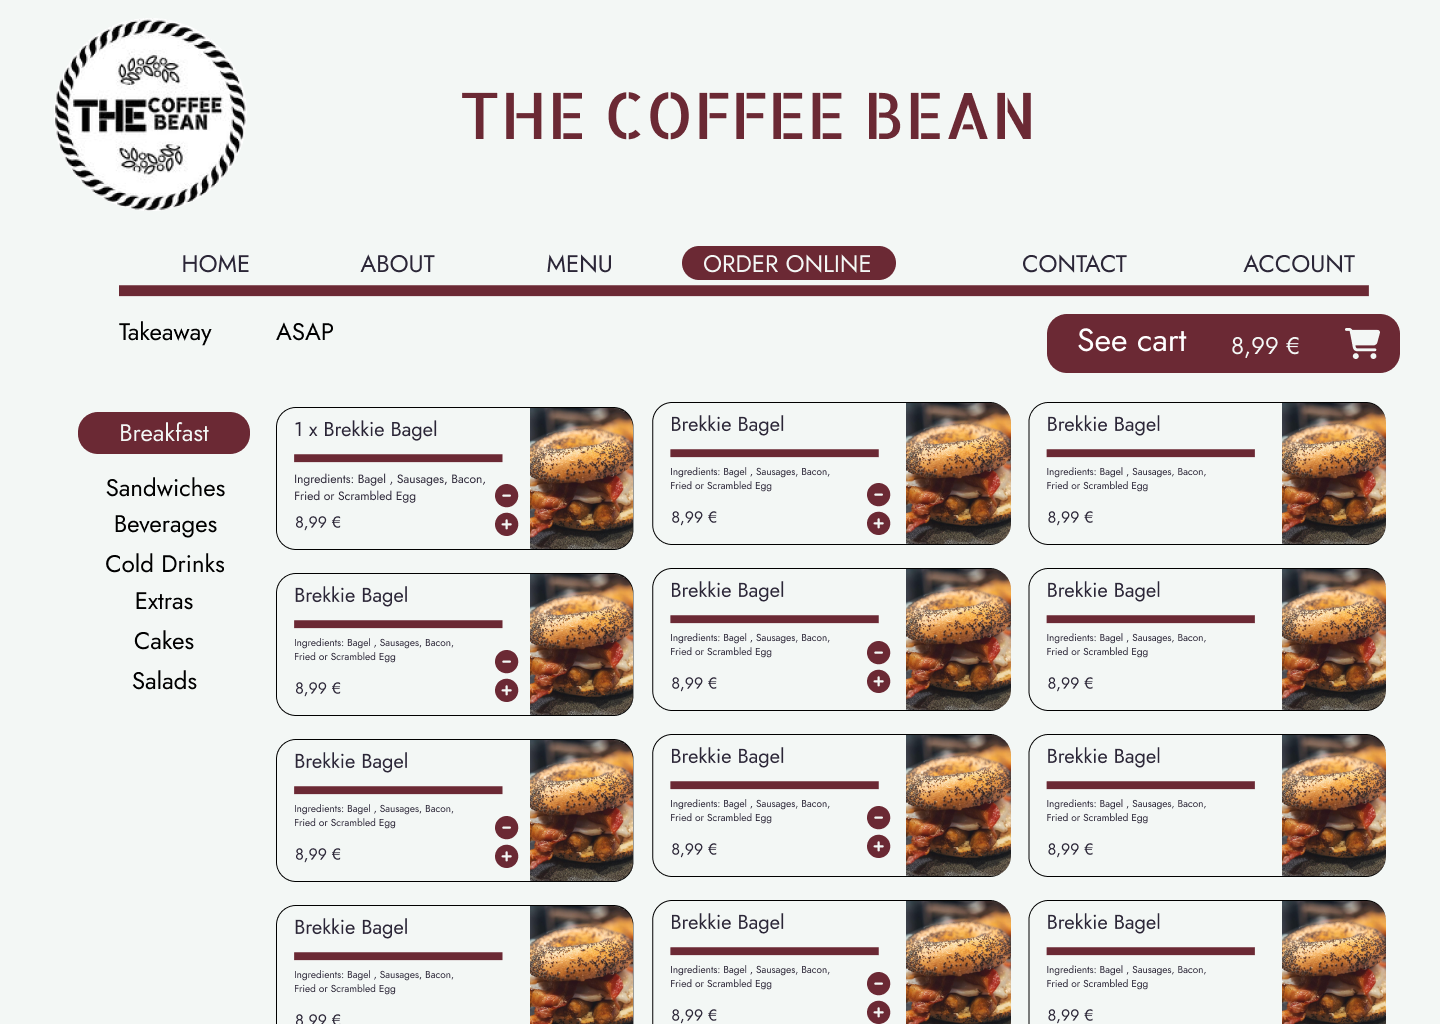 THE COFFEE
BEAN
THE COFFEE BEAN
HOME ABOUT MENU ORDER ONLINE CONTACT ACCOUNT
Takeaway ASAP
See cart 8,99 €
Breakfast
Sandwiches
Beverages
Cold Drinks
Extras
Cakes
Salads
1 x Brekkie Bagel
Ingredients: Bagel , Sausages, Bacon,
Fried or Scrambled Egg
8,99 €
Brekkie Bagel
Ingredients: Bagel , Sausages, Bacon,
Fried or Scrambled Egg
8,99 €
Brekkie Bagel
Ingredients: Bagel , Sausages, Bacon,
Fried or Scrambled Egg
8,99 €
Brekkie Bagel
Ingredients: Bagel , Sausages, Bacon,
Fried or Scrambled Egg
8,99 €
Brekkie Bagel
Ingredients: Bagel , Sausages, Bacon,
Fried or Scrambled Egg
8,99 €
Brekkie Bagel
Ingredients: Bagel , Sausages, Bacon,
Fried or Scrambled Egg
8,99 €
Brekkie Bagel
Ingredients: Bagel , Sausages, Bacon,
Fried or Scrambled Egg
8,99 €
Brekkie Bagel
Ingredients: Bagel , Sausages, Bacon,
Fried or Scrambled Egg
8,99 €
Brekkie Bagel
Ingredients: Bagel , Sausages, Bacon,
Fried or Scrambled Egg
8,99 €
Brekkie Bagel
Ingredients: Bagel , Sausages, Bacon,
Fried or Scrambled Egg
8,99 €
Brekkie Bagel
Ingredients: Bagel , Sausages, Bacon,
Fried or Scrambled Egg
8,99 €
Brekkie Bagel
Ingredients: Bagel , Sausages, Bacon,
Fried or Scrambled Egg
8,99 €